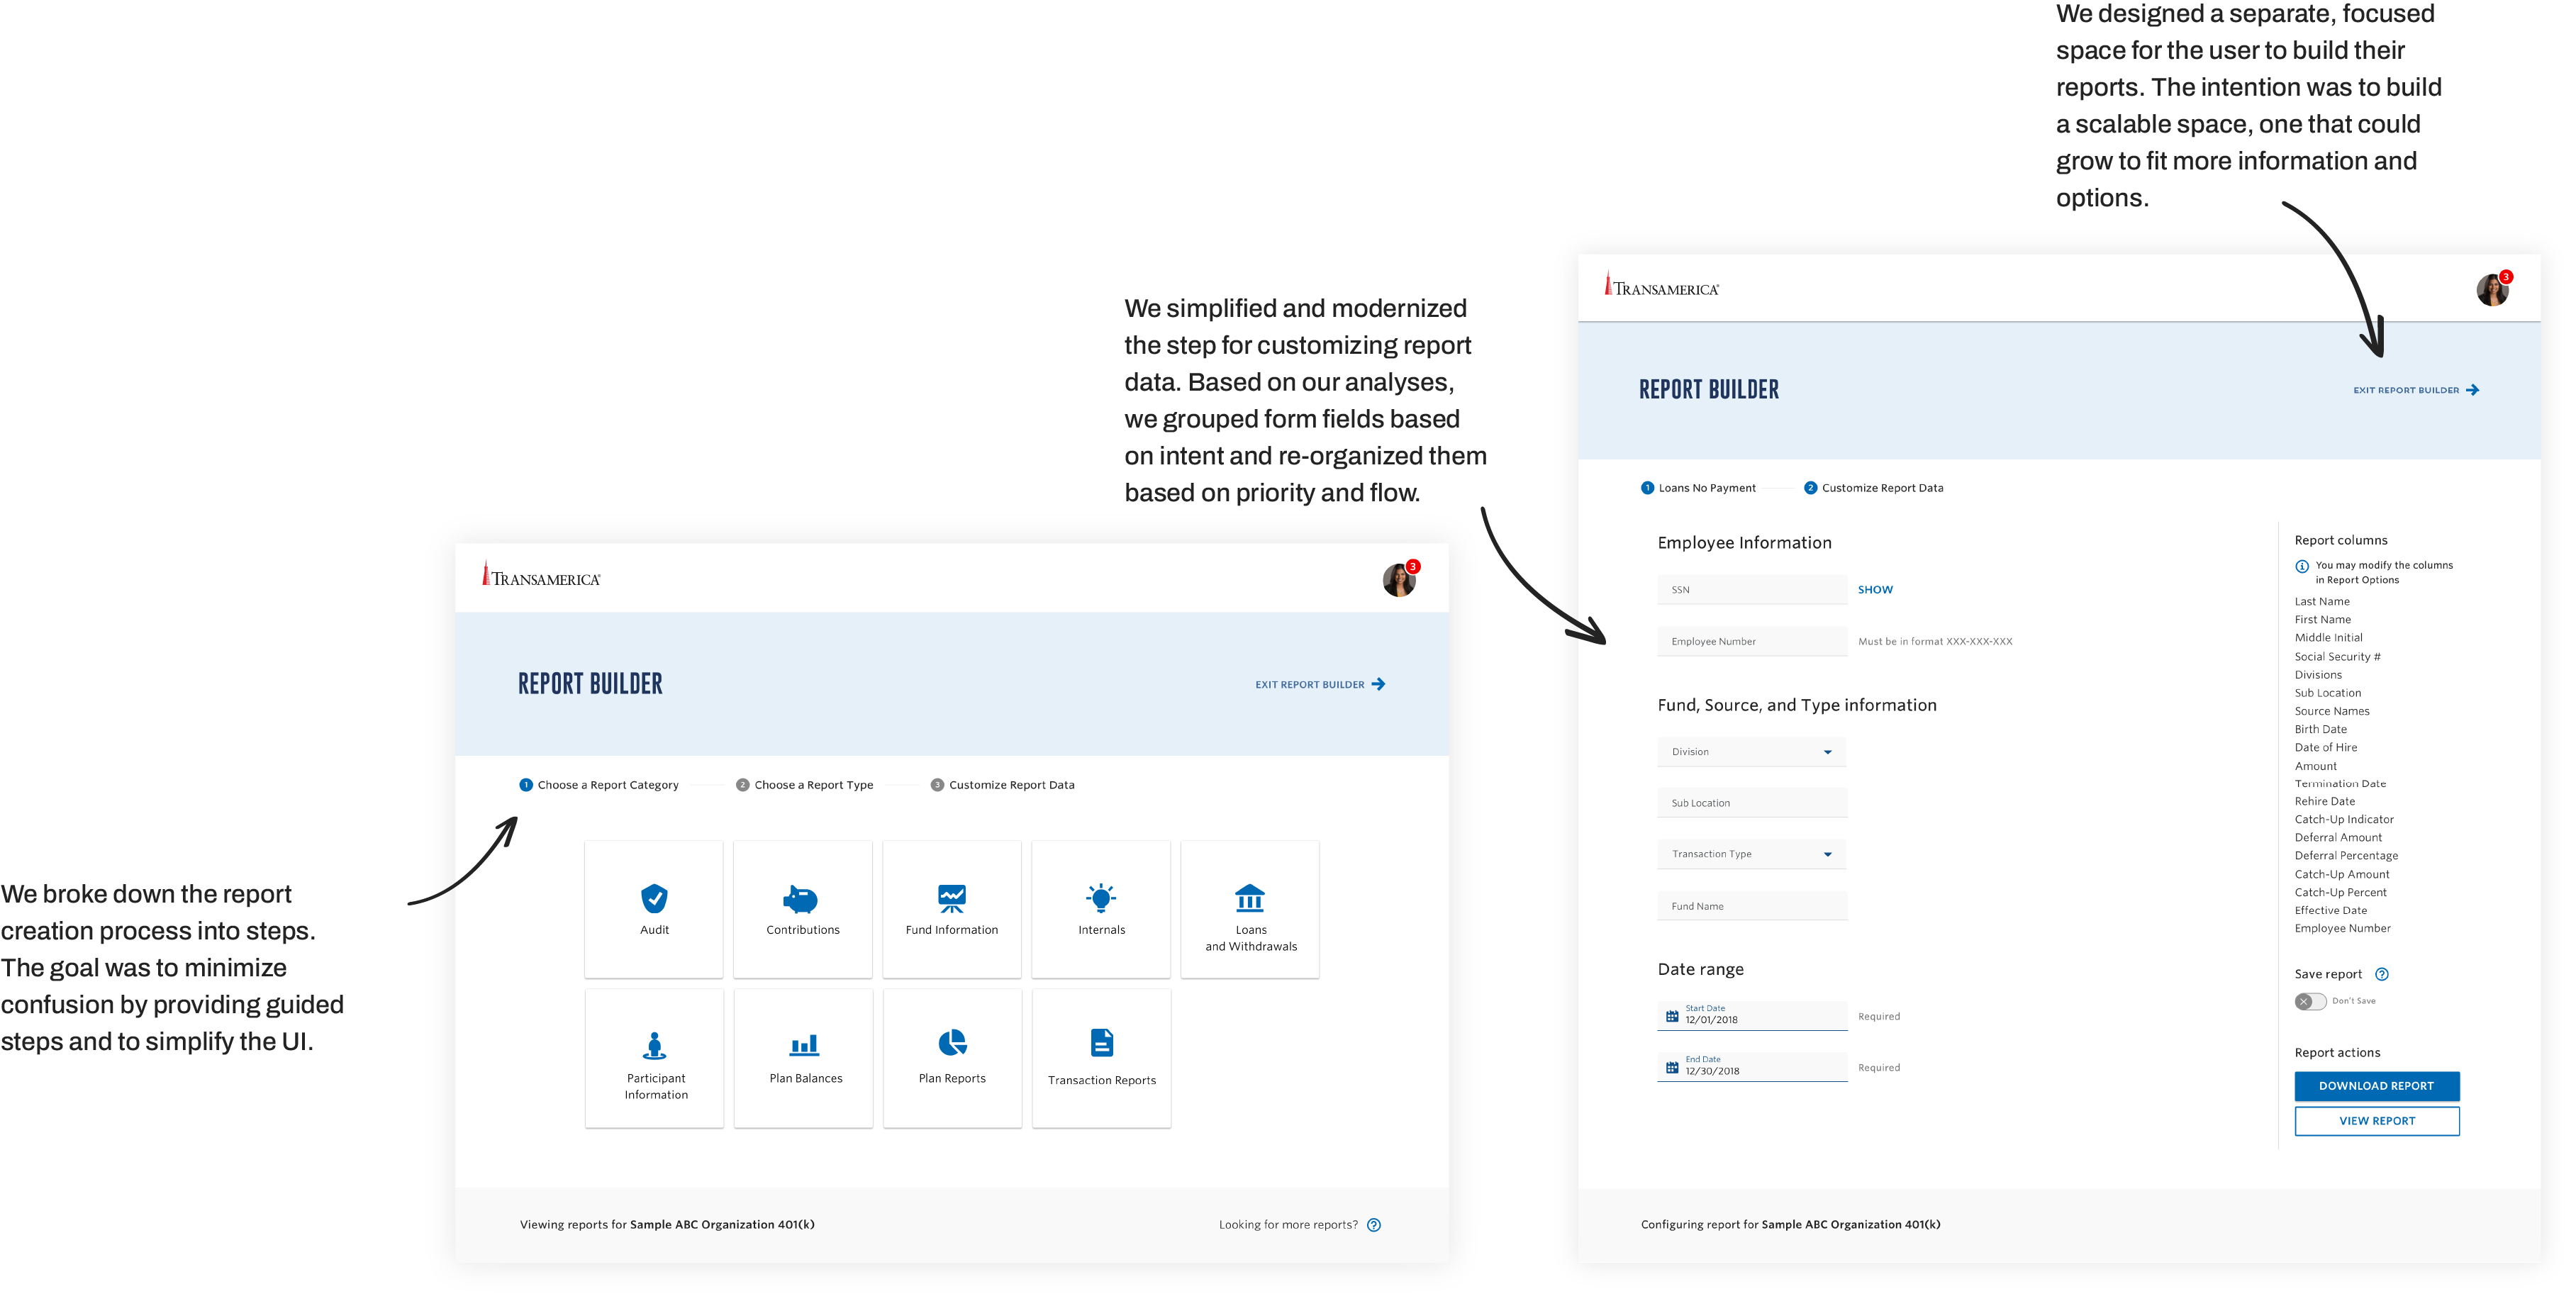 We designed a separate, focused
space for the user to build their
reports. The intention was to build
a scalable space, one that could
grow to fit more information and
options.
We simplified and modernized
the step for customizing report
data. Based on our analyses,
we grouped form fields based
on intent and re-organized them
based on priority and flow.
We broke down the report
creation process into steps.
The goal was to minimize
confusion by providing guided
steps and to simplify the UI.
TRANSAMERICA®
3
REPORT BUILDER
EXIT REPORT BUILDER
1 Choose a Report Category
2 Choose a Report Type
3 Customize Report Data
Audit
Contributions
Fund Information
Internals
Loans
and Withdrawals
Participant
Information
Plan Balances
Plan Reports
Transaction Reports
Viewing reports for Sample ABC Organization 401(k)
Looking for more reports? ?
TRANSAMERICA®
3
REPORT BUILDER
EXIT REPORT BUILDER
1 Loans No Payment
2 Customize Report Data
Employee Information
SSN
SHOW
Employee Number
Must be in format XXX-XXX-XXX
Fund, Source, and Type information
Division
Sub Location
Transaction Type
Fund Name
Date range
Start Date
12/01/2018
Required
End Date
12/30/2018
Required
Report columns
i You may modify the columns
in Report Options
Last Name
First Name
Middle Initial
Social Security #
Divisions
Sub Location
Source Names
Birth Date
Date of Hire
Amount
Termination Date
Rehire Date
Catch-Up Indicator
Deferral Amount
Deferral Percentage
Catch-Up Amount
Catch-Up Percent
Effective Date
Employee Number
Save report ?
Don't Save
Report actions
DOWNLOAD REPORT
VIEW REPORT
Configuring report for Sample ABC Organization 401(k)